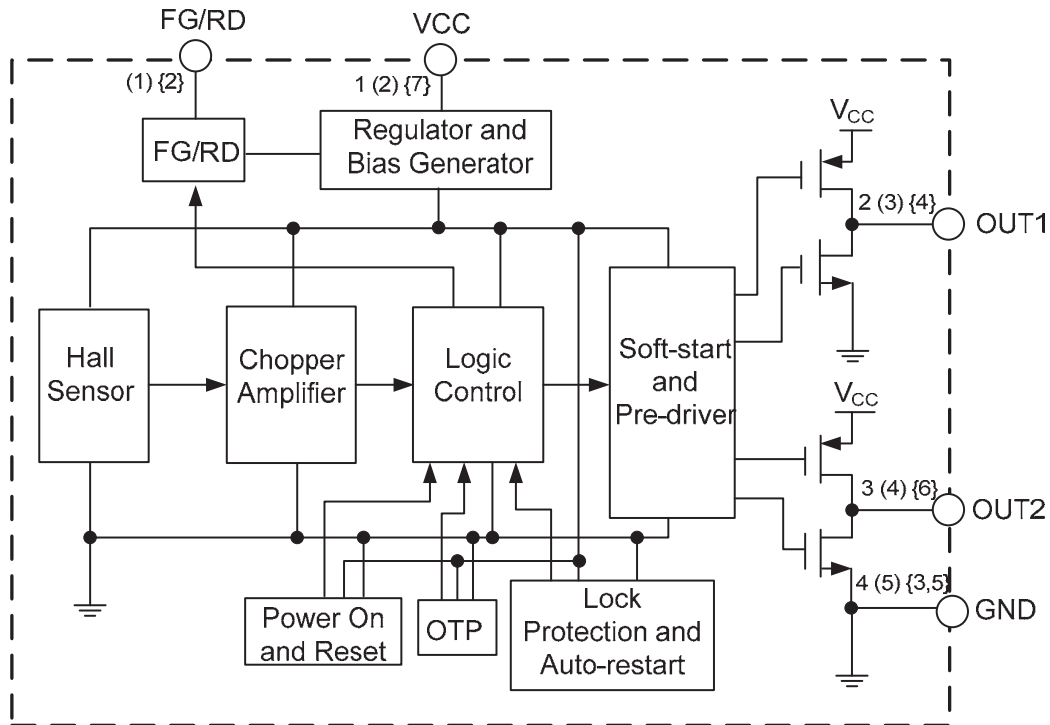 FG/RD
VCC
(1) {2}
1 (2) {7}
FG/RD
Regulator and
Bias Generator
VCC
2 (3) {4}
OUT1
Hall
Sensor
Chopper
Amplifier
Logic
Control
Soft-start
and
Pre-driver
VCC
3 (4) {6}
OUT2
4 (5) {3,5}
GND
Power On
and Reset
OTP
Lock
Protection and
Auto-restart